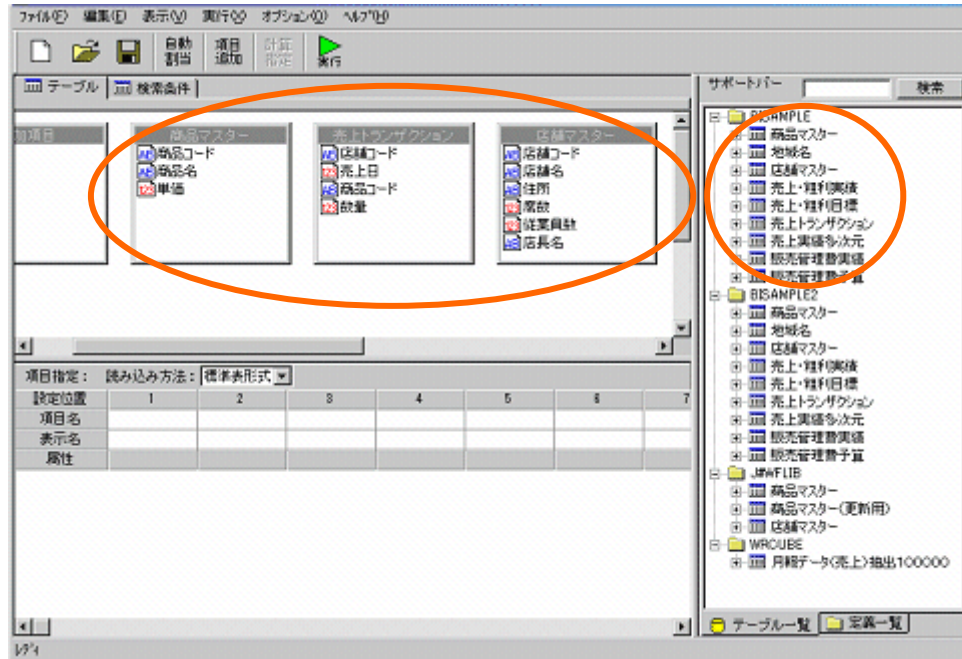 ファイル(F) 編集(E) 表示(V) 実行(X) オプション(O) ヘルプ(H)
自動割当 項目追加 計算指定 実行
テーブル 検索条件
サポートバー 検索
加項目 商品マスター 売上トランザクション 店舗マスター
商品コード 店舗コード 店舗コード
商品名 売上日 店舗名
単価 商品コード 住所
数量 席数
従業員数
店長名
項目指定: 読み込み方法: 標準表形式
設定位置 1 2 3 4 5 6 7
項目名
表示名
属性
BISAMPLE
商品マスター
地域名
店舗マスター
売上・粗利実績
売上・粗利目標
売上トランザクション
売上実績多次元
販売管理費実績
販売管理費予算
BISAMPLE2
商品マスター
地域名
店舗マスター
売上・粗利実績
売上・粗利目標
売上トランザクション
売上実績多次元
販売管理費実績
販売管理費予算
J#WFLIB
商品マスター
商品マスター(更新用)
店舗マスター
WRCUBE
月報データ(売上)抽出100000
テーブル一覧 定義一覧
レディ